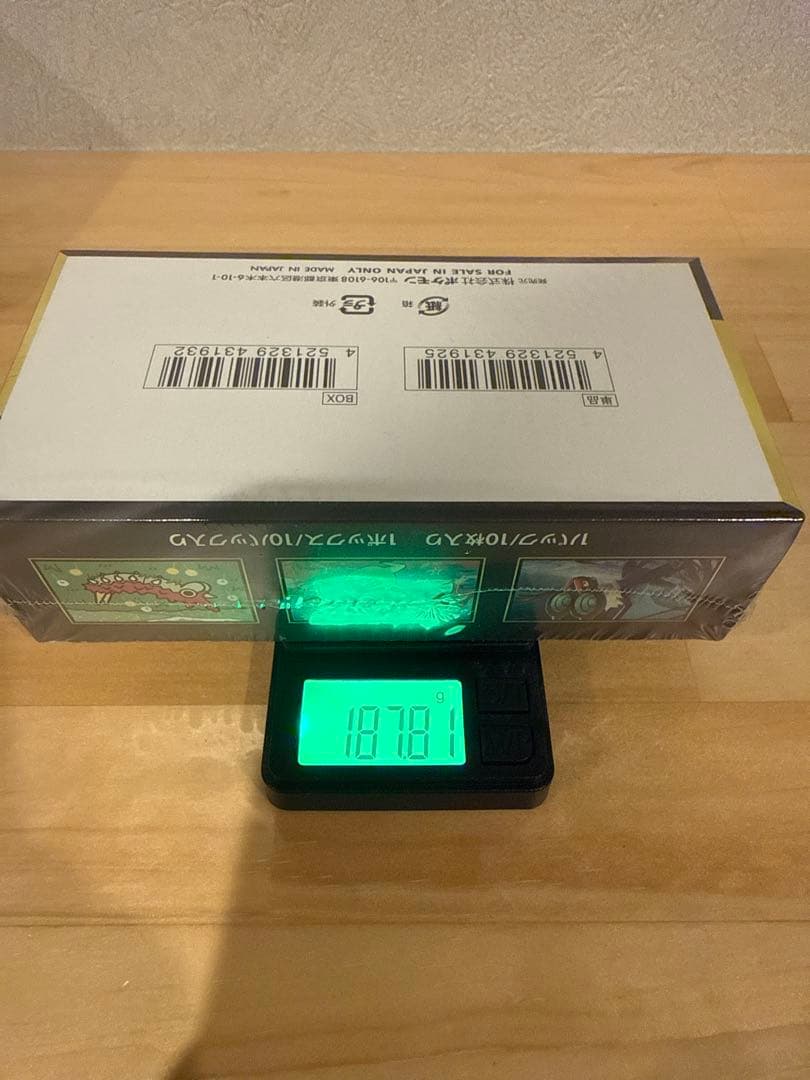 1パック/10枚入り 1ボックス/10パック入り
単品 BOX
4 521329 431925 4 521329 431932
紙 箱 プラ 外装
発売元 株式会社ポケモン 〒106-6108 東京都港区六本木6-10-1
FOR SALE IN JAPAN ONLY MADE IN JAPAN
g
187.81